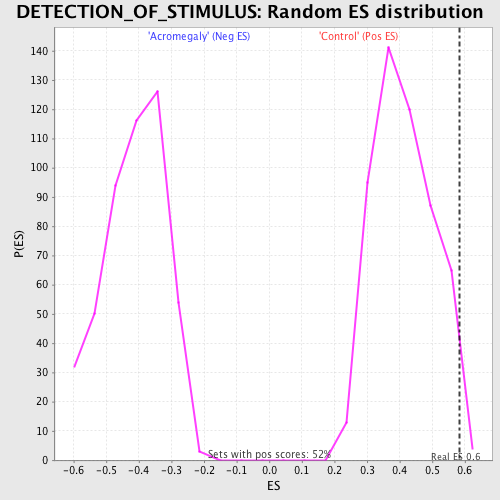 DETECTION_OF_STIMULUS: Random ES distribution
'Acromegaly' (Neg ES) 'Control' (Pos ES)
140
130
120
110
100
90
80
70
60
50
40
30
20
10
0
P(ES)
Sets with pos scores: 52%
Real ES 0.6
-0.6 -0.5 -0.4 -0.3 -0.2 -0.1 0.0 0.1 0.2 0.3 0.4 0.5 0.6
ES